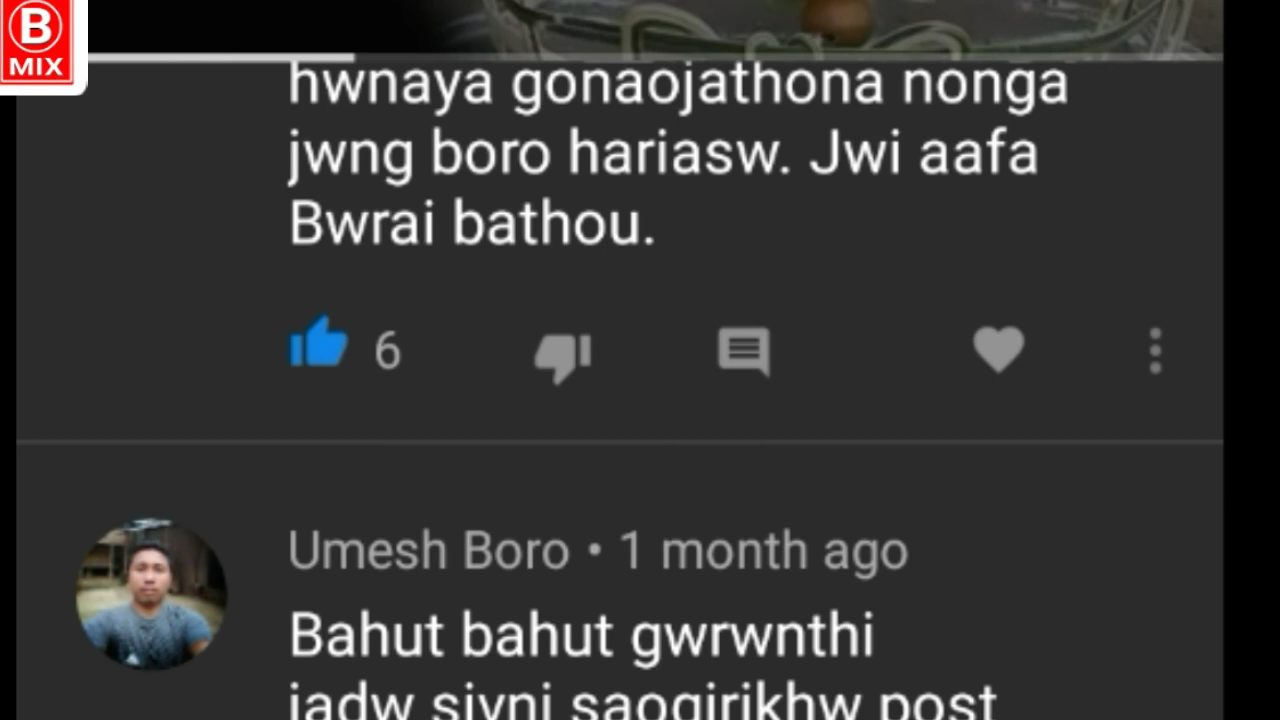 B
MIX
hwnaya gonaojathona nonga
jwng boro hariasw. Jwi aafa
Bwrai bathou.
6
Umesh Boro • 1 month ago
Bahut bahut gwrwnthi
jadw siyni saogirikhw post